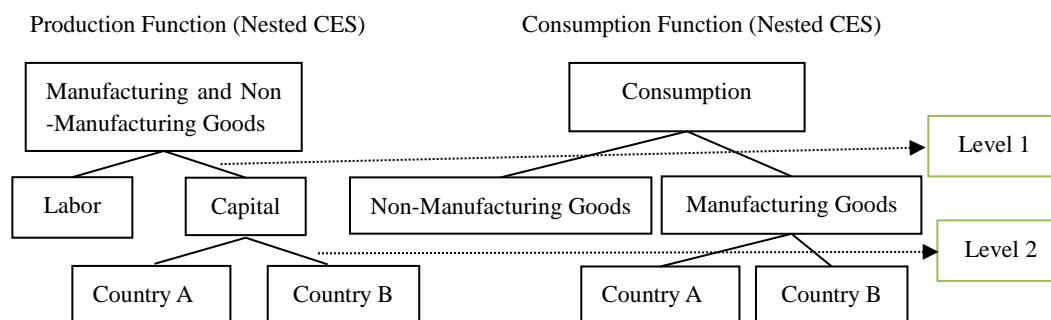 Production Function (Nested CES)
Consumption Function (Nested CES)
Manufacturing and Non
-Manufacturing Goods
Consumption
Level 1
Labor
Capital
Non-Manufacturing Goods
Manufacturing Goods
Level 2
Country A
Country B
Country A
Country B